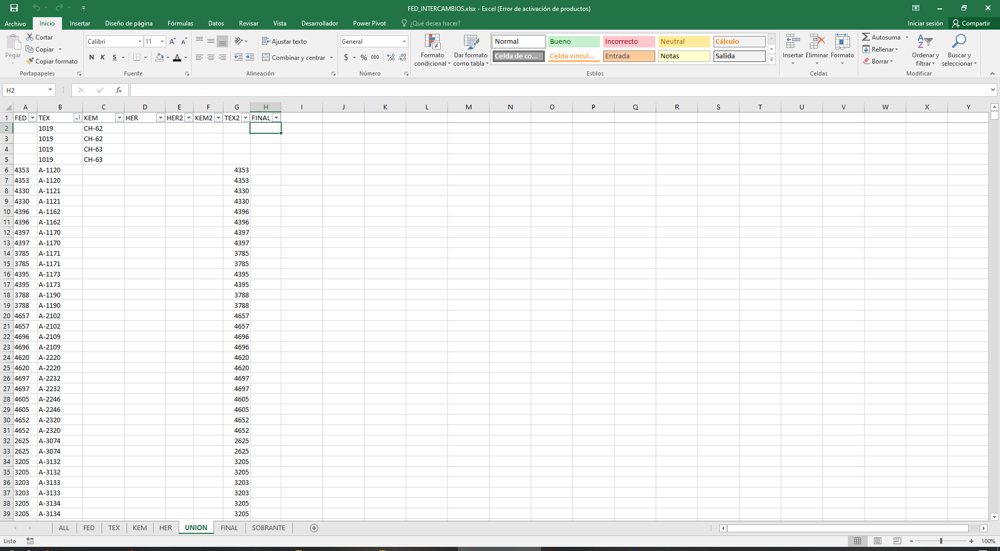 FED_INTERCAMBIOS.xlsx - Excel (Error de activación de productos)
Archivo Inicio Insertar Diseño de página Fórmulas Datos Revisar Vista Desarrollador Power Pivot ¿Qué desea hacer? Iniciar sesión Compartir
Pegar Cortar Copiar Copiar formato Portapapeles
Calibri 11 N K S Fuente
Ajustar texto Combinar y centrar Alineación
General $ % 000 Número
Formato condicional Dar formato como tabla
Normal Bueno Incorrecto Neutral Cálculo
Celda de co... Celda vincul... Entrada Notas Salida
Estilos
Insertar Eliminar Formato Celdas
Autosuma Rellenar Borrar Ordenar y filtrar Buscar y seleccionar Modificar
H2 fx
A B C D E F G H I J K L M N O P Q R S T U V W X Y
1 FED TEX KEM HER HER2 KEM2 TEX2 FINAL
2 1019 CH-62
3 1019 CH-62
4 1019 CH-63
5 1019 CH-63
6 4353 A-1120 4353
7 4353 A-1120 4353
8 4330 A-1121 4330
9 4330 A-1121 4330
10 4396 A-1162 4396
11 4396 A-1162 4396
12 4397 A-1170 4397
13 4397 A-1170 4397
14 3785 A-1171 3785
15 3785 A-1171 3785
16 4395 A-1173 4395
17 4395 A-1173 4395
18 3788 A-1190 3788
19 3788 A-1190 3788
20 4657 A-2102 4657
21 4657 A-2102 4657
22 4696 A-2109 4696
23 4696 A-2109 4696
24 4620 A-2220 4620
25 4620 A-2220 4620
26 4697 A-2232 4697
27 4697 A-2232 4697
28 4605 A-2246 4605
29 4605 A-2246 4605
30 4652 A-2320 4652
31 4652 A-2320 4652
32 2625 A-3074 2625
33 2625 A-3074 2625
34 3205 A-3132 3205
35 3205 A-3132 3205
36 3203 A-3133 3203
37 3203 A-3133 3203
38 3205 A-3134 3205
39 3205 A-3134 3205
ALL FED TEX KEM HER UNION FINAL SOBRANTE
Listo 100%